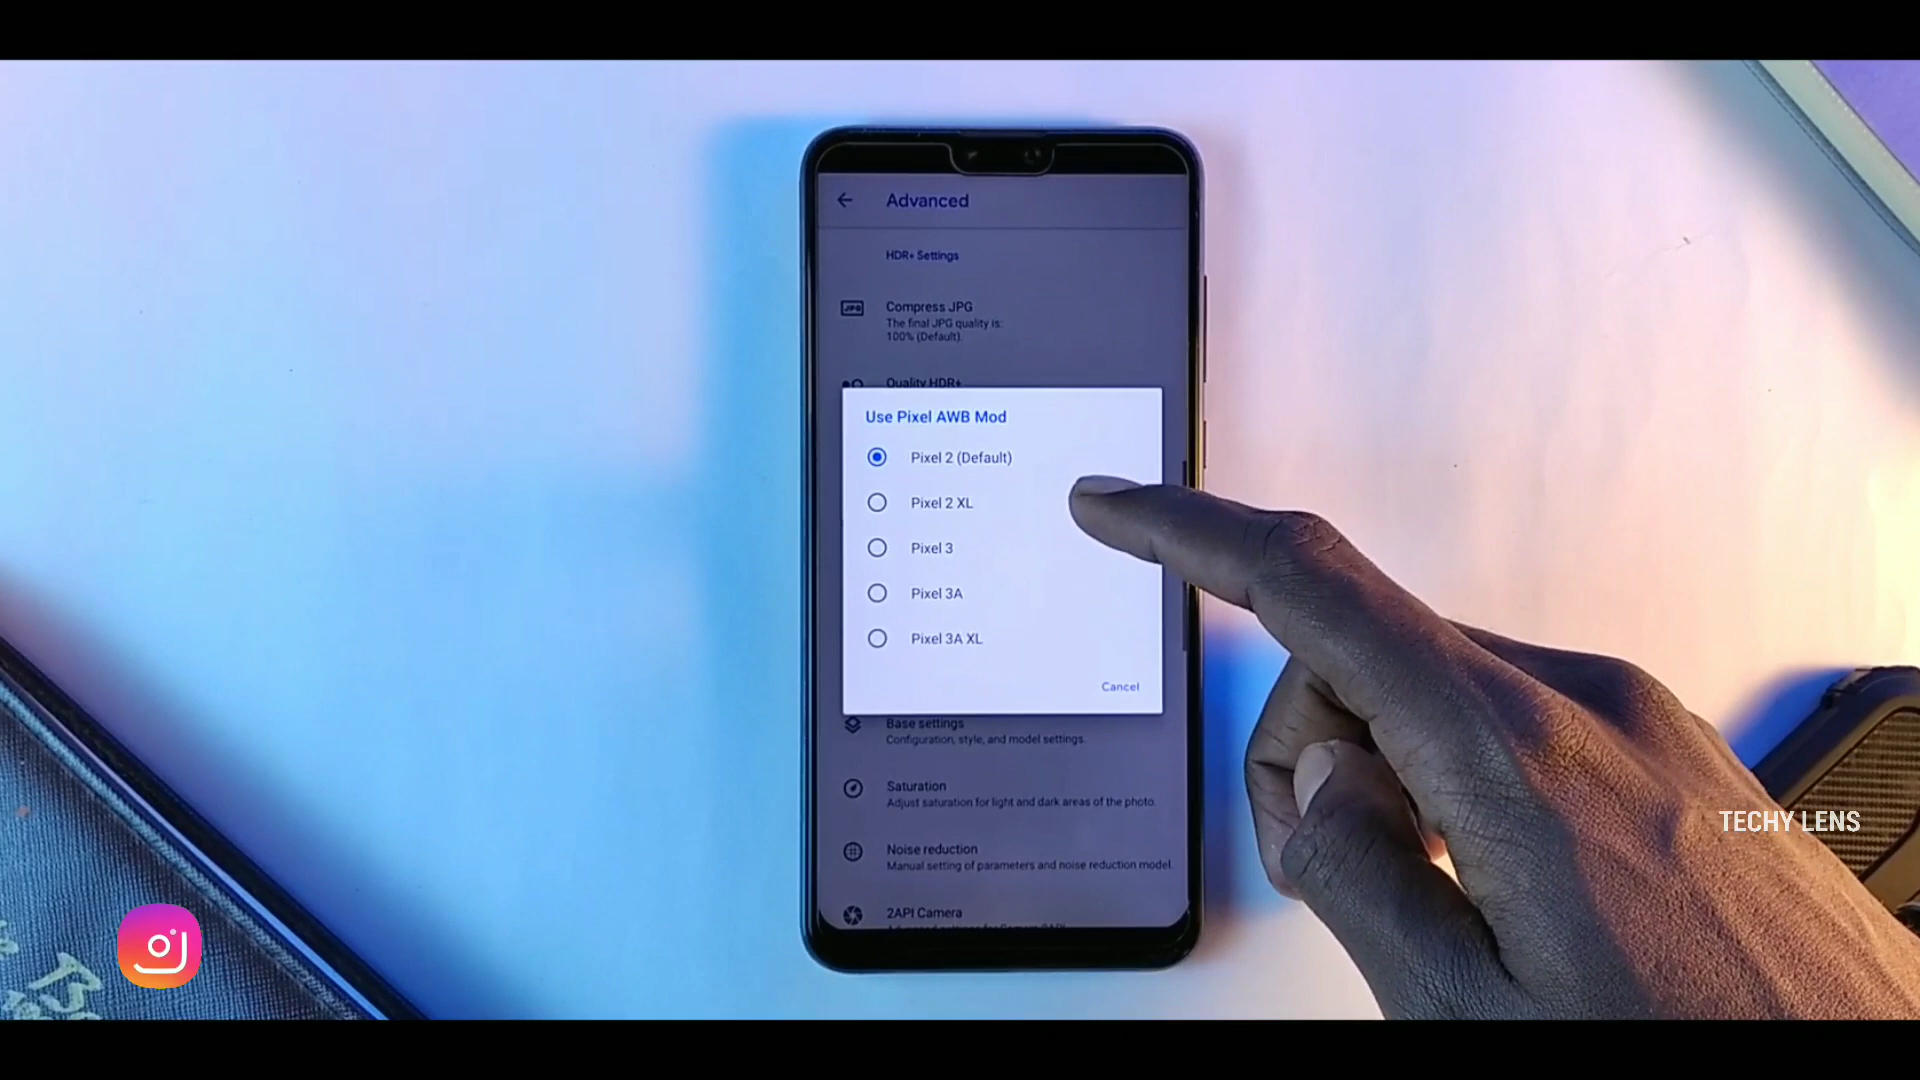 Advanced
HDR+ Settings
Compress JPG
The final JPG quality is:
100% (Default).
Quality HDR+
Use Pixel AWB Mod
Pixel 2 (Default)
Pixel 2 XL
Pixel 3
Pixel 3A
Pixel 3A XL
Cancel
Base settings
Configuration, style, and model settings.
Saturation
Adjust saturation for light and dark areas of the photo.
Noise reduction
Manual setting of parameters and noise reduction model.
2API Camera
TECHY LENS